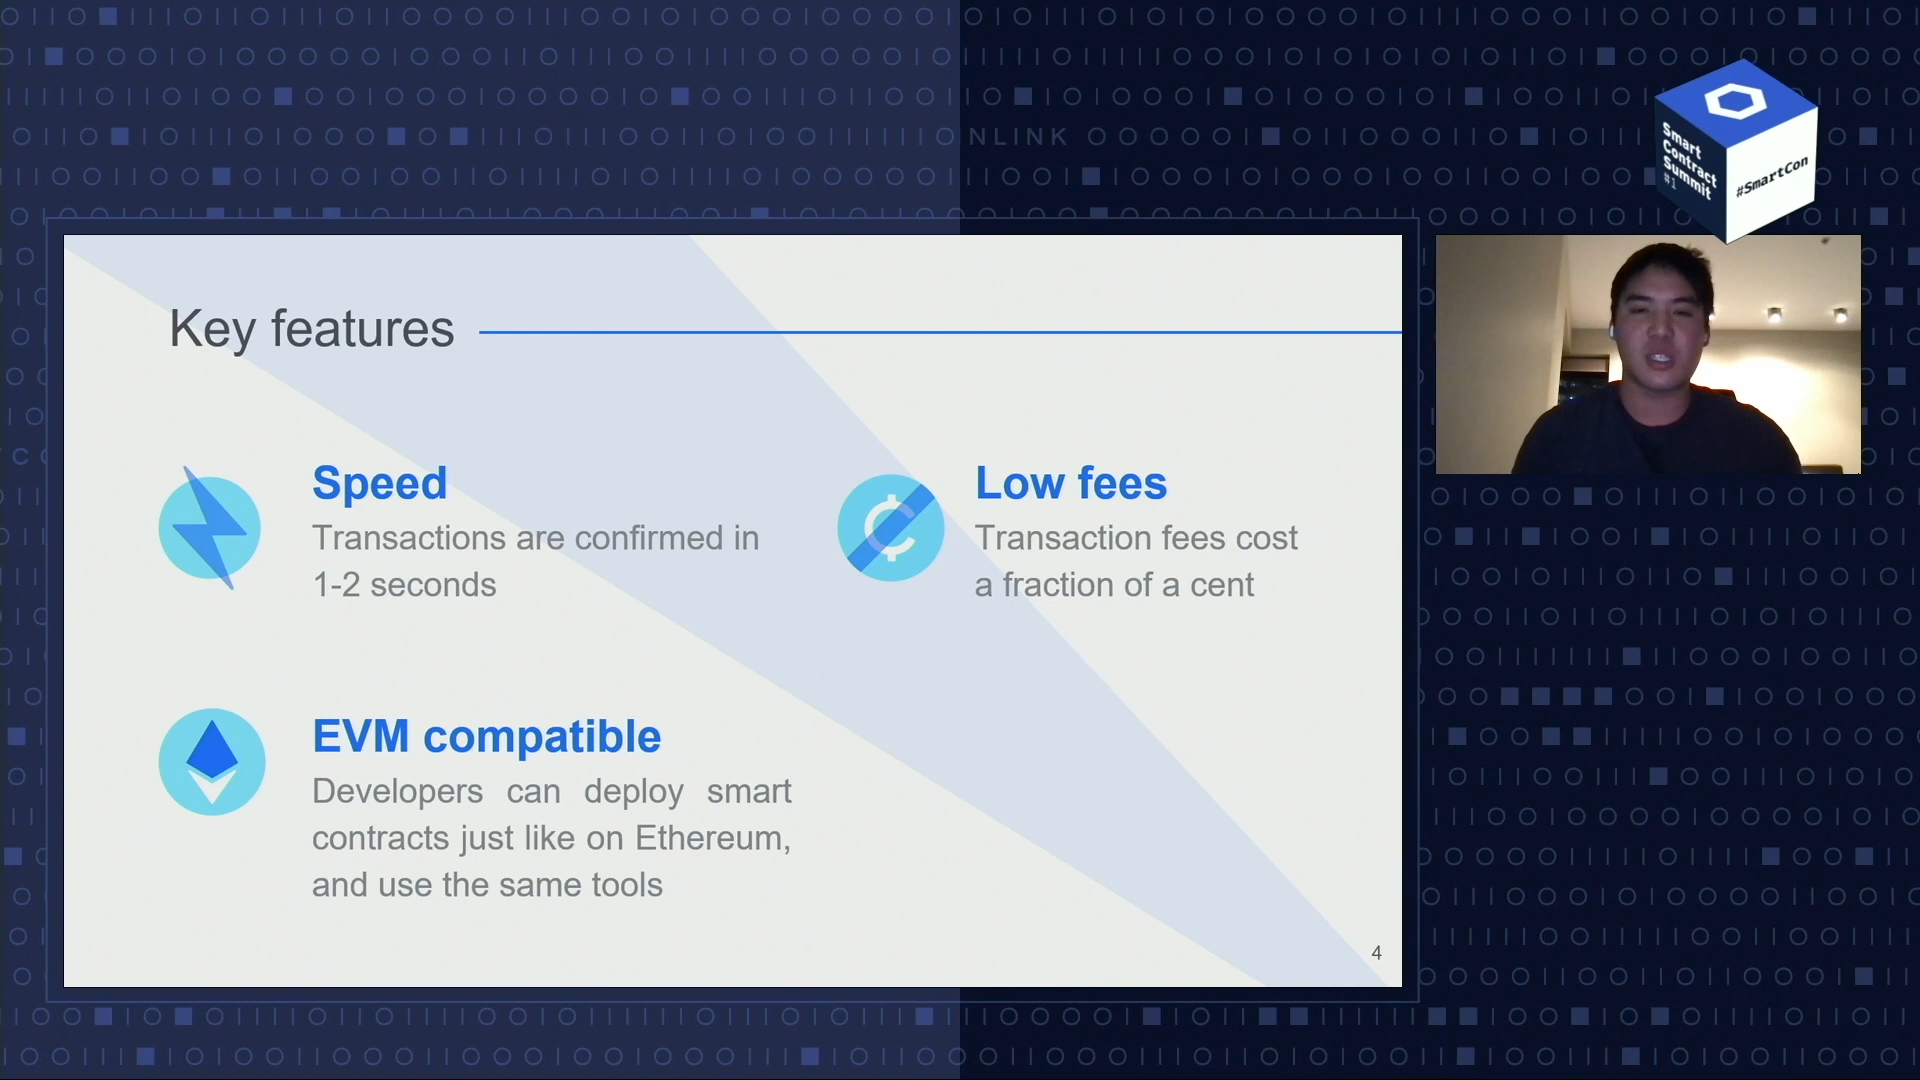 NLINK
Smart
Contract
Summit
#1
#SmartCon
Key features
Speed
Transactions are confirmed in
1-2 seconds
Low fees
Transaction fees cost
a fraction of a cent
EVM compatible
Developers can deploy smart
contracts just like on Ethereum,
and use the same tools
4